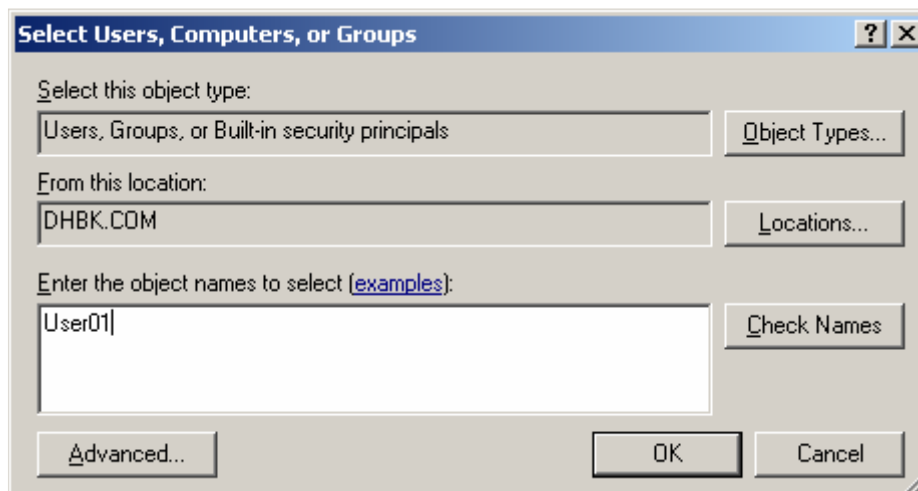 Select Users, Computers, or Groups
Select this object type:
Users, Groups, or Built-in security principals
Object Types...
From this location:
DHBK.COM
Locations...
Enter the object names to select (examples):
User01
Check Names
Advanced...
OK
Cancel